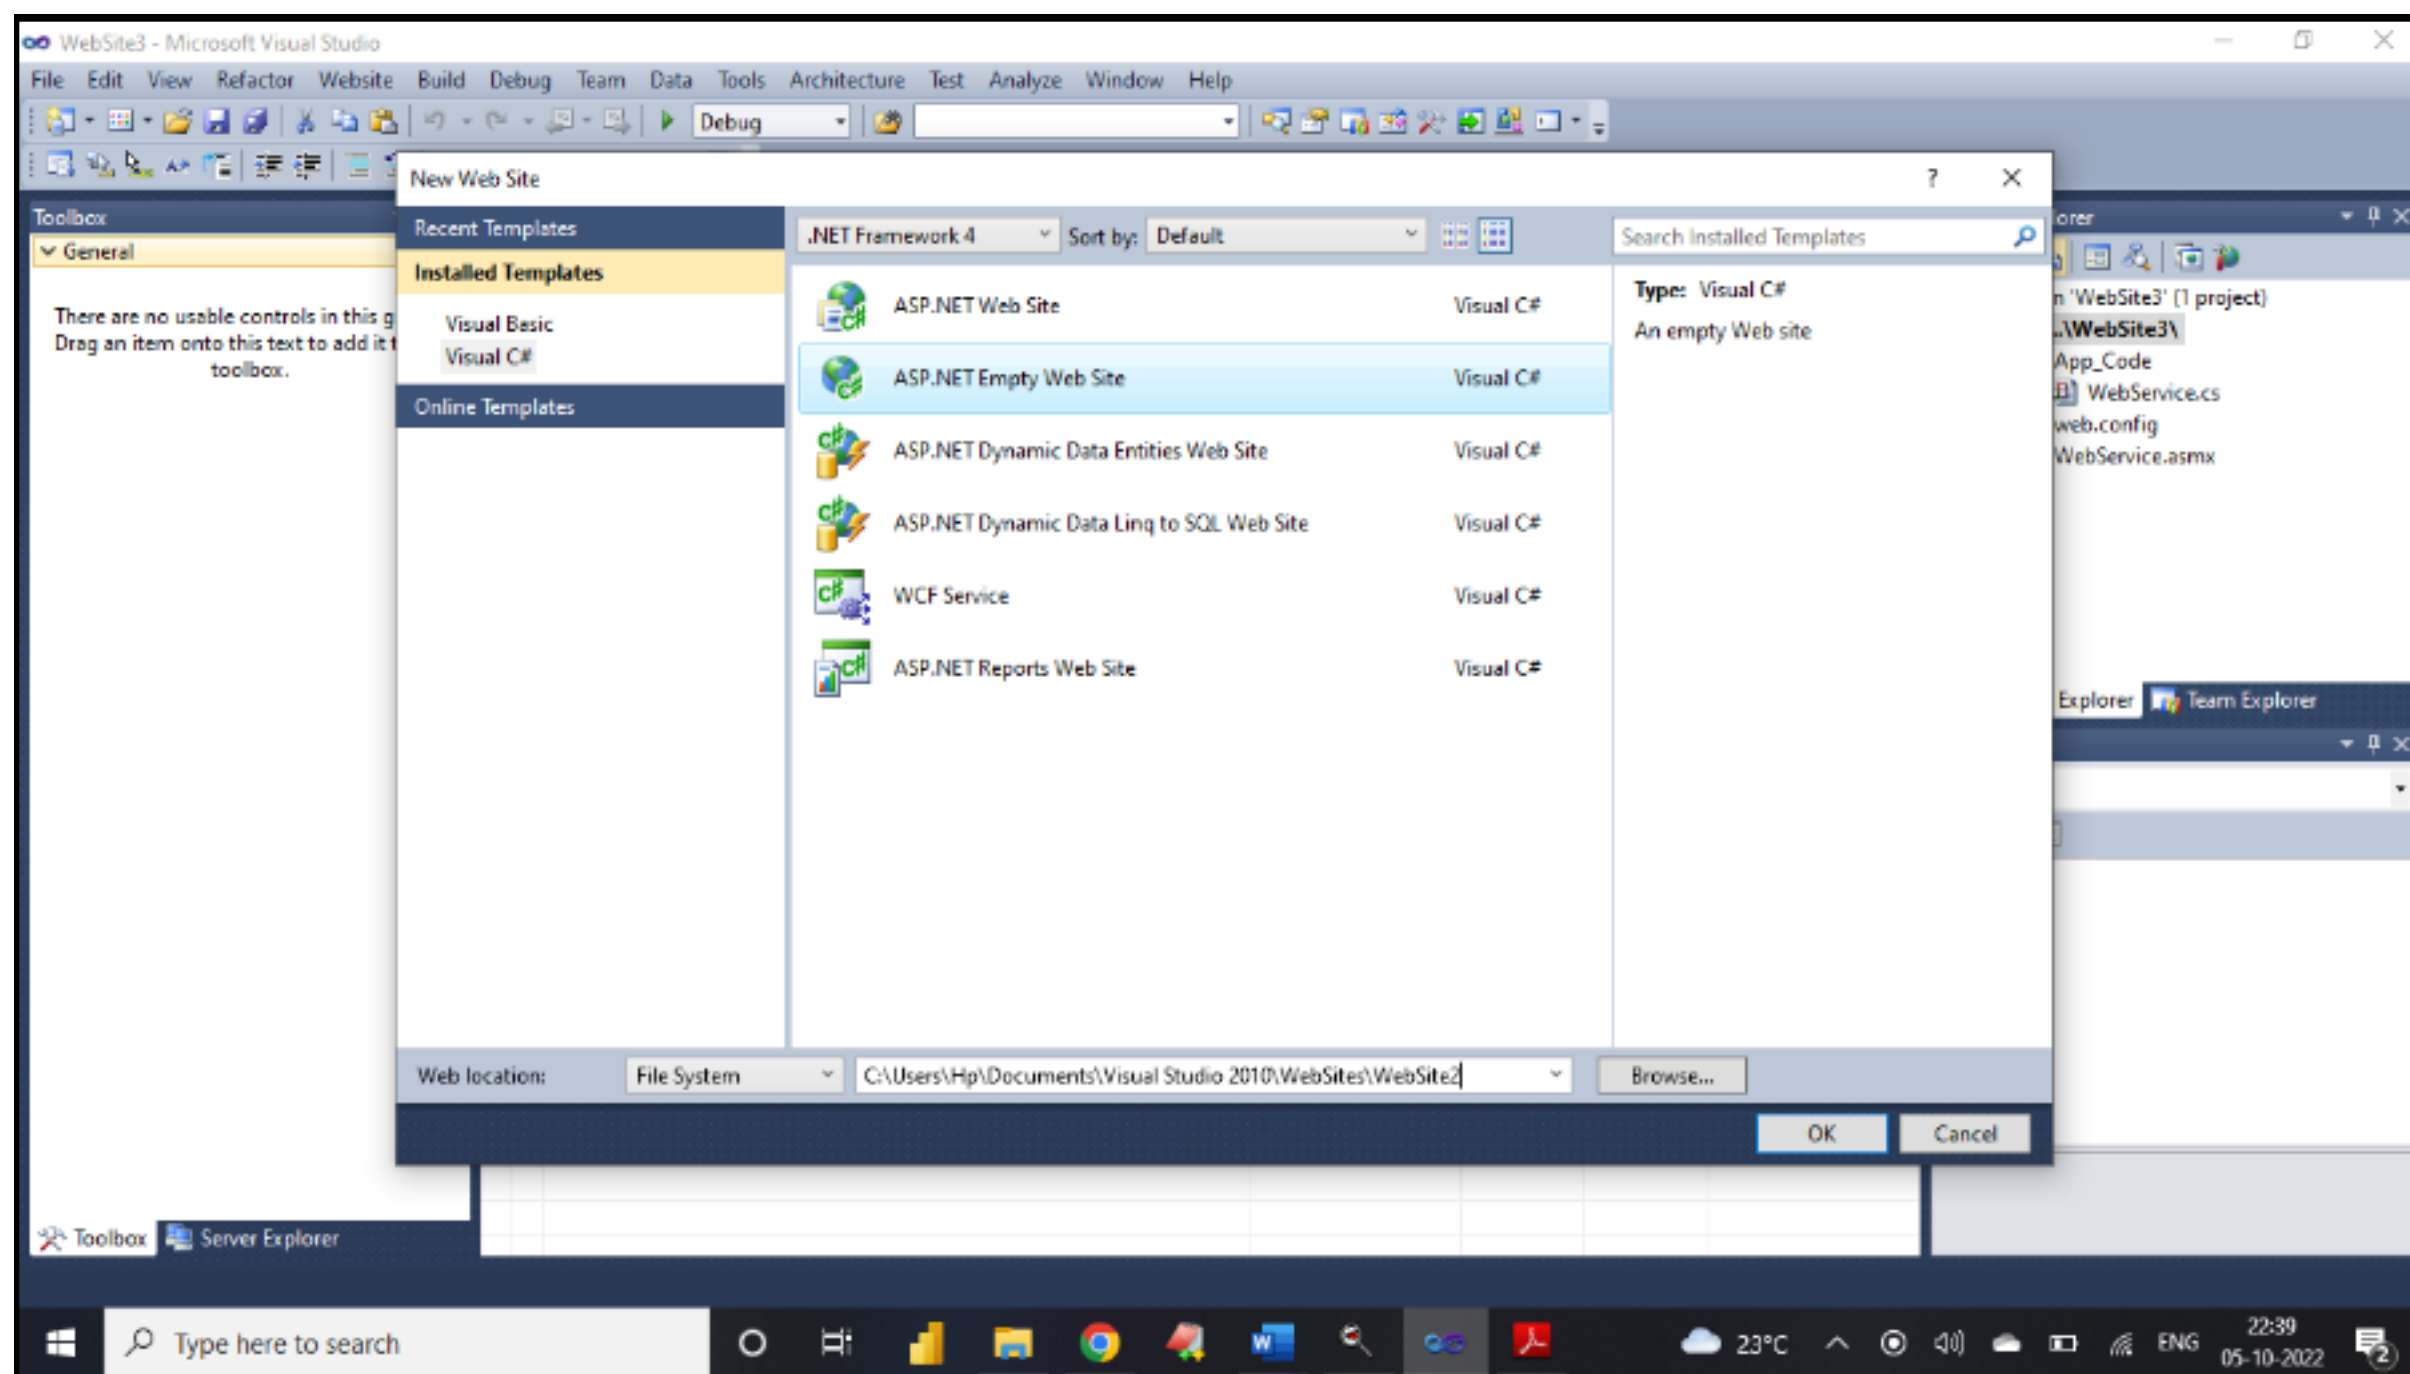 WebSite3 - Microsoft Visual Studio
File Edit View Refactor Website Build Debug Team Data Tools Architecture Test Analyze Window Help
Debug
New Web Site
?
Toolbox
General
There are no usable controls in this g
Drag an item onto this text to add it t
toolbox.
Recent Templates
Installed Templates
Visual Basic
Visual C#
Online Templates
.NET Framework 4 Sort by: Default
Search Installed Templates
ASP.NET Web Site Visual C#
ASP.NET Empty Web Site Visual C#
ASP.NET Dynamic Data Entities Web Site Visual C#
ASP.NET Dynamic Data Linq to SQL Web Site Visual C#
WCF Service Visual C#
ASP.NET Reports Web Site Visual C#
Type: Visual C#
An empty Web site
orer
n 'WebSite3' (1 project)
..\WebSite3\
App_Code
WebService.cs
web.config
WebService.asmx
Explorer Team Explorer
Web location: File System C:\Users\Hp\Documents\Visual Studio 2010\WebSites\WebSite2 Browse...
OK Cancel
Toolbox Server Explorer
Type here to search
23°C ENG
22:39
05-10-2022
2